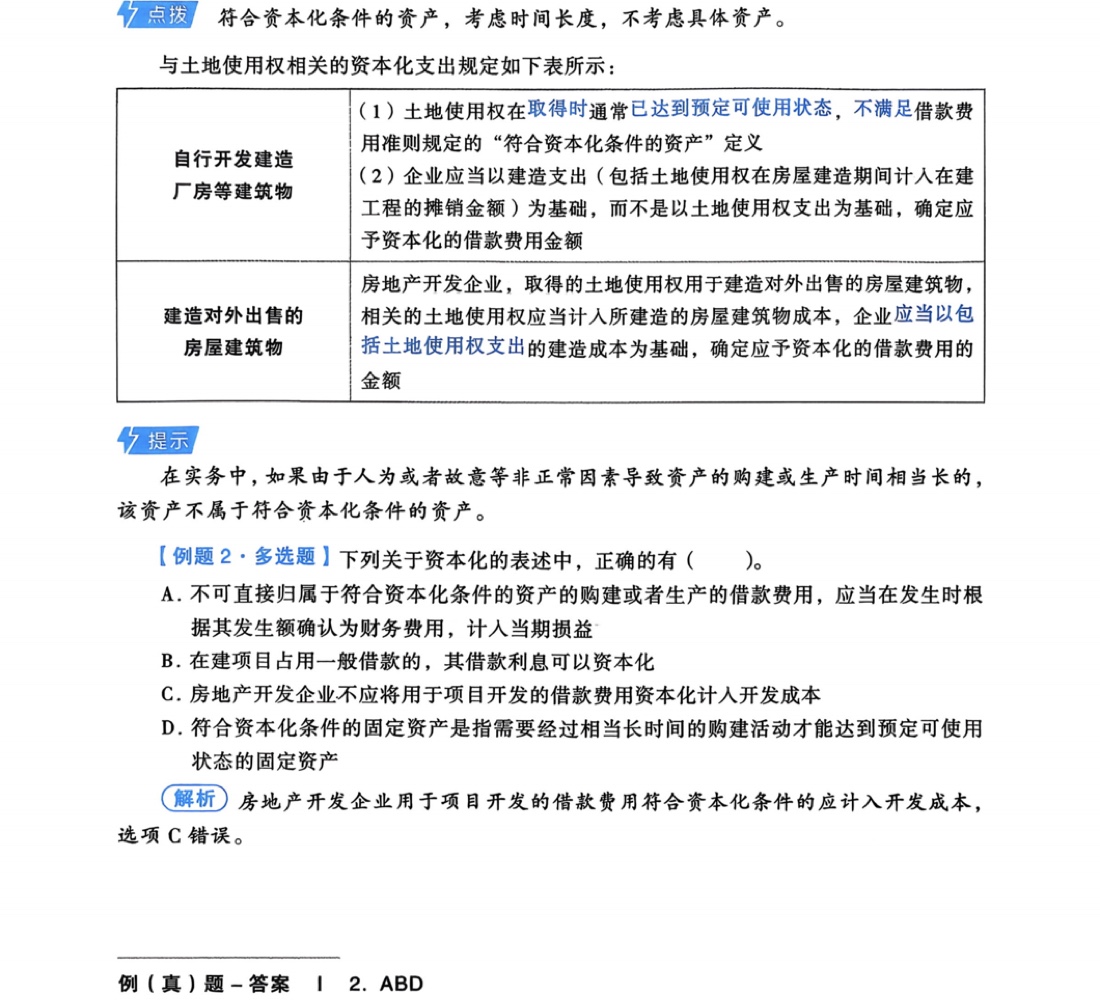 点拨 符合资本化条件的资产，考虑时间长度，不考虑具体资产。
与土地使用权相关的资本化支出规定如下表所示：
自行开发建造
厂房等建筑物
（1）土地使用权在取得时通常已达到预定可使用状态，不满足借款费
用准则规定的“符合资本化条件的资产”定义
（2）企业应当以建造支出（包括土地使用权在房屋建造期间计入在建
工程的摊销金额）为基础，而不是以土地使用权支出为基础，确定应
予资本化的借款费用金额
建造对外出售的
房屋建筑物
房地产开发企业，取得的土地使用权用于建造对外出售的房屋建筑物，
相关的土地使用权应当计入所建造的房屋建筑物成本，企业应当以包
括土地使用权支出的建造成本为基础，确定应予资本化的借款费用的
金额
提示
在实务中，如果由于人为或者故意等非正常因素导致资产的购建或生产时间相当长的，
该资产不属于符合资本化条件的资产。
【例题2·多选题】下列关于资本化的表述中，正确的有（　　）。
A. 不可直接归属于符合资本化条件的资产的购建或者生产的借款费用，应当在发生时根
据其发生额确认为财务费用，计入当期损益
B. 在建项目占用一般借款的，其借款利息可以资本化
C. 房地产开发企业不应将用于项目开发的借款费用资本化计入开发成本
D. 符合资本化条件的固定资产是指需要经过相当长时间的购建活动才能达到预定可使用
状态的固定资产
解析 房地产开发企业用于项目开发的借款费用符合资本化条件的应计入开发成本，
选项 C 错误。
例（真）题–答案 | 2. ABD